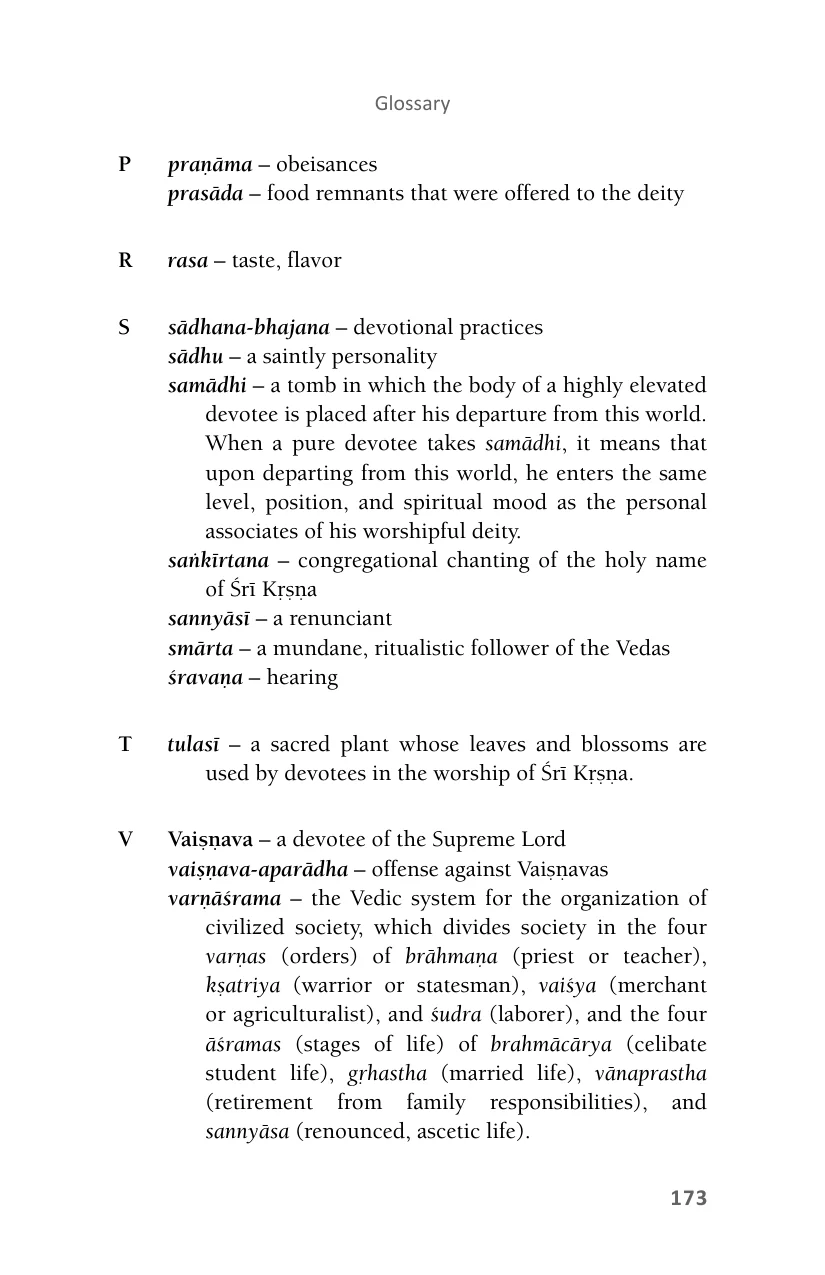 Glossary
P praṇāma – obeisances
prasāda – food remnants that were offered to the deity
R rasa – taste, flavor
S sādhana-bhajana – devotional practices
sādhu – a saintly personality
samādhi – a tomb in which the body of a highly elevated
devotee is placed after his departure from this world.
When a pure devotee takes samādhi, it means that
upon departing from this world, he enters the same
level, position, and spiritual mood as the personal
associates of his worshipful deity.
saṅkīrtana – congregational chanting of the holy name
of Śrī Kṛṣṇa
sannyāsī – a renunciant
smārta – a mundane, ritualistic follower of the Vedas
śravaṇa – hearing
T tulasī – a sacred plant whose leaves and blossoms are
used by devotees in the worship of Śrī Kṛṣṇa.
V Vaiṣṇava – a devotee of the Supreme Lord
vaiṣṇava-aparādha – offense against Vaiṣṇavas
varṇāśrama – the Vedic system for the organization of
civilized society, which divides society in the four
varṇas (orders) of brāhmaṇa (priest or teacher),
kṣatriya (warrior or statesman), vaiśya (merchant
or agriculturalist), and śudra (laborer), and the four
āśramas (stages of life) of brahmācārya (celibate
student life), gṛhastha (married life), vānaprastha
(retirement from family responsibilities), and
sannyāsa (renounced, ascetic life).
173